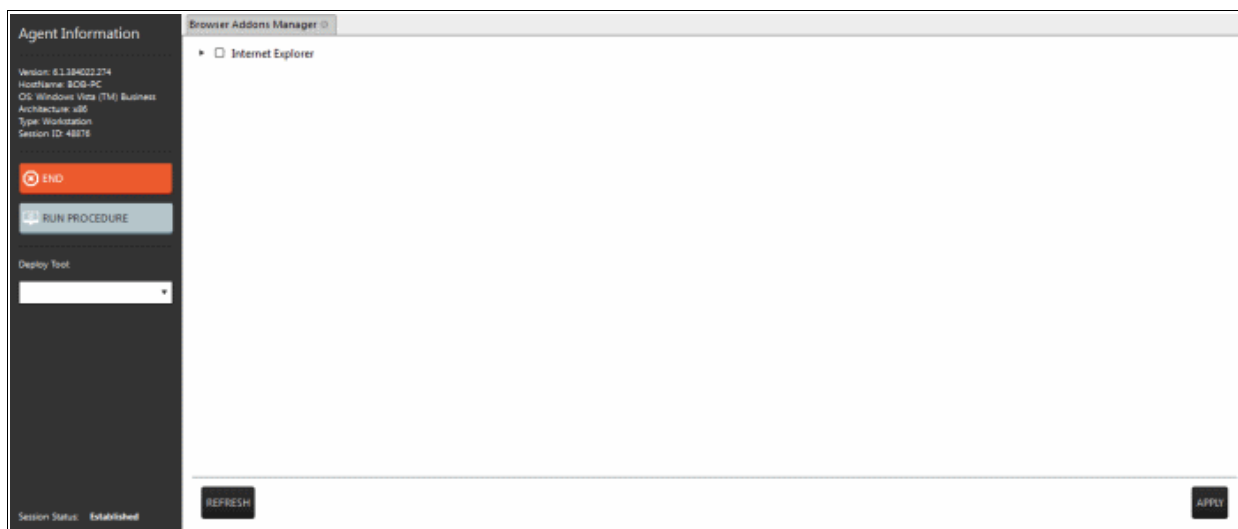 Agent Information
Version: 6.1.384022.274
HostName: BOB-PC
OS: Windows Vista (TM) Business
Architecture: x86
Type: Workstation
Session ID: 48876
END
RUN PROCEDURE
Deploy Tool:
Session Status: Established
Browser Addons Manager
Internet Explorer
REFRESH
APPLY